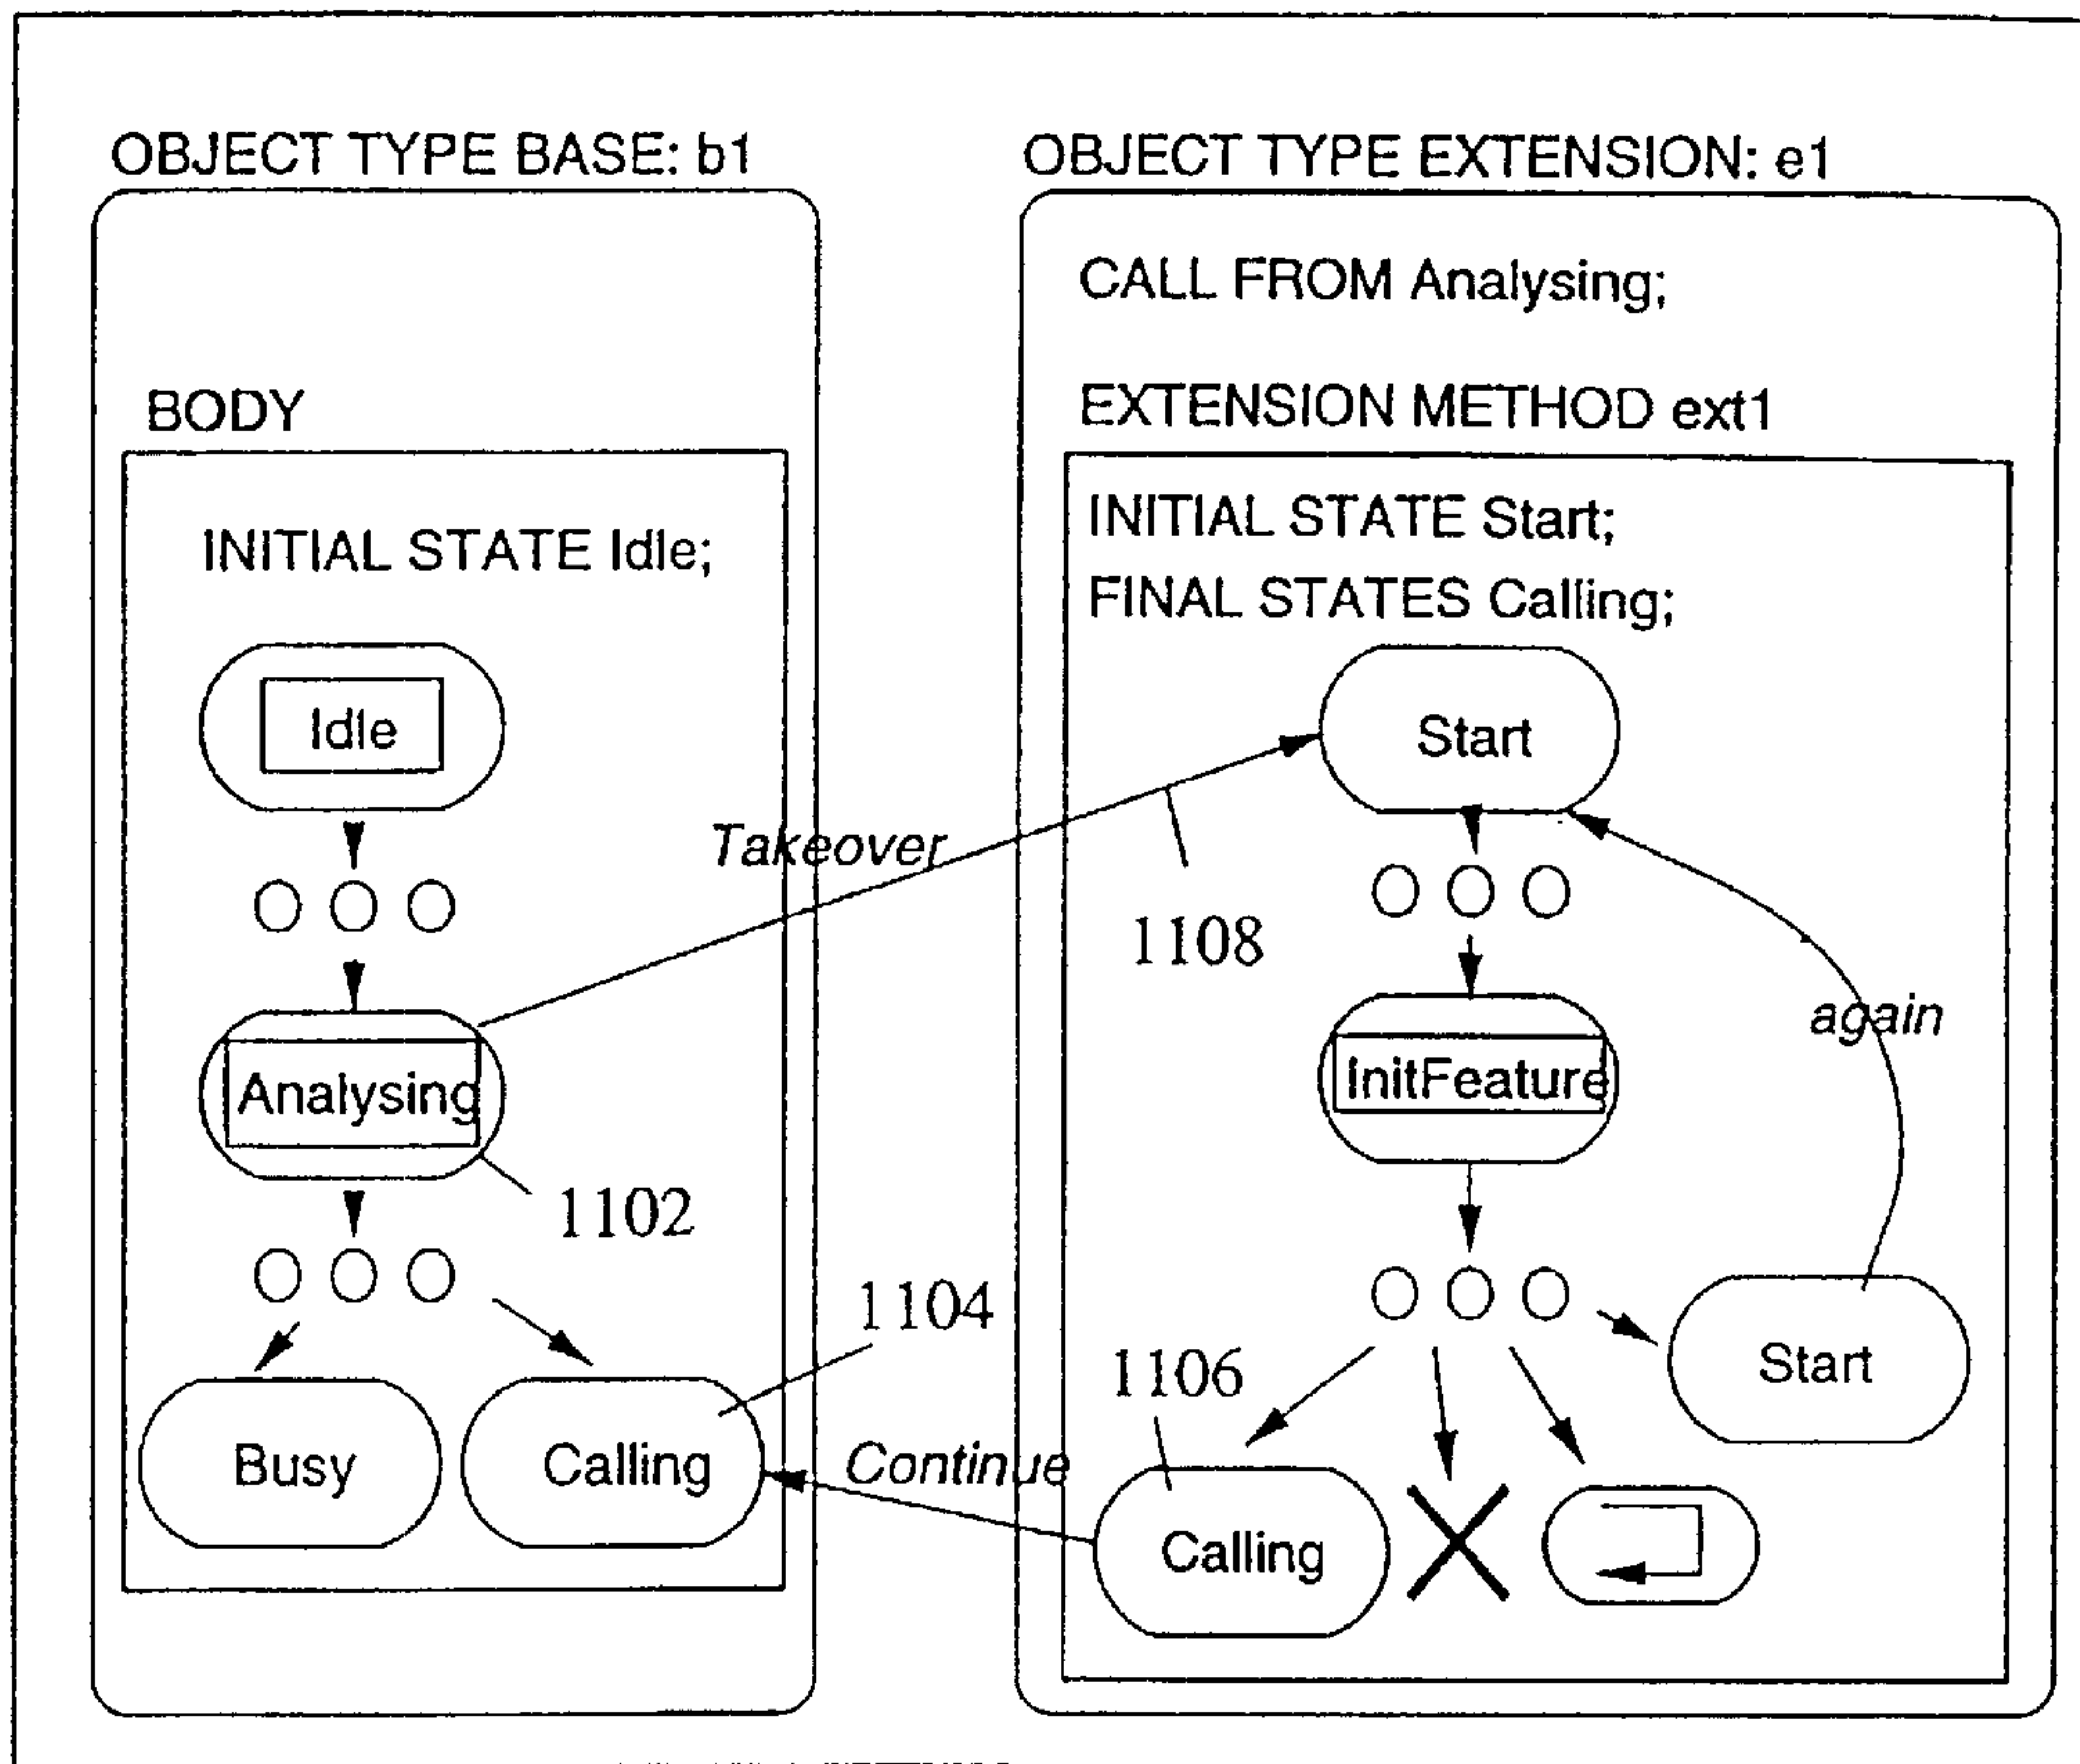 OBJECT TYPE BASE: b1
BODY
INITIAL STATE Idle;
Idle
Analysing
1102
1104
Busy
Calling
Takeover
Continue
OBJECT TYPE EXTENSION: e1
CALL FROM Analysing;
EXTENSION METHOD ext1
INITIAL STATE Start;
FINAL STATES Calling;
Start
1108
InitFeature
again
1106
Start
Calling